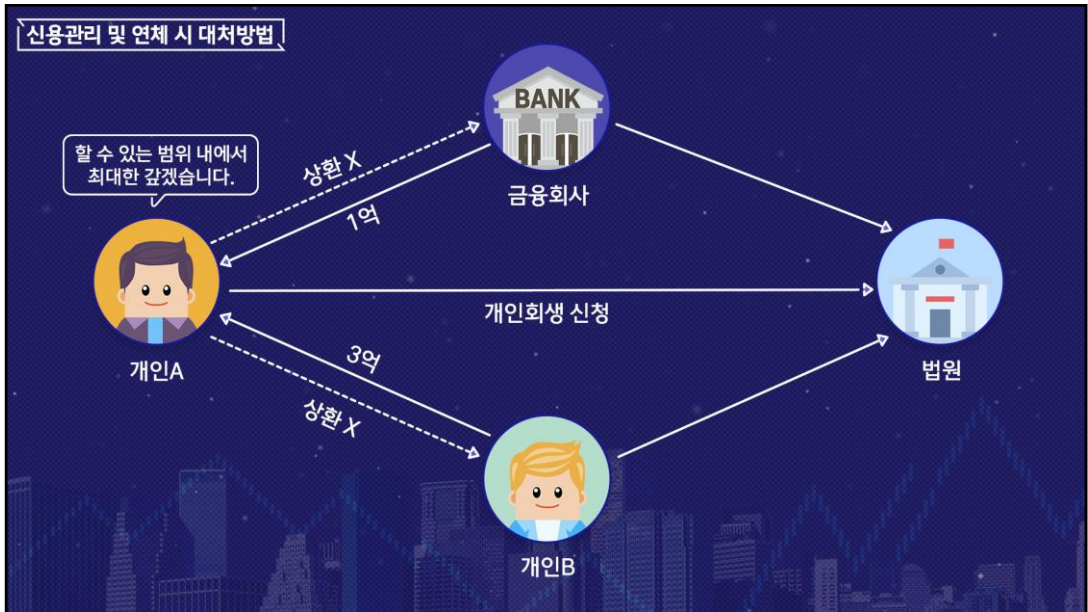 신용관리 및 연체 시 대처방법
BANK
할 수 있는 범위 내에서
최대한 갚겠습니다.
상환 X
금융회사
1억
개인회생 신청
개인A
3억
법원
상환 X
개인B